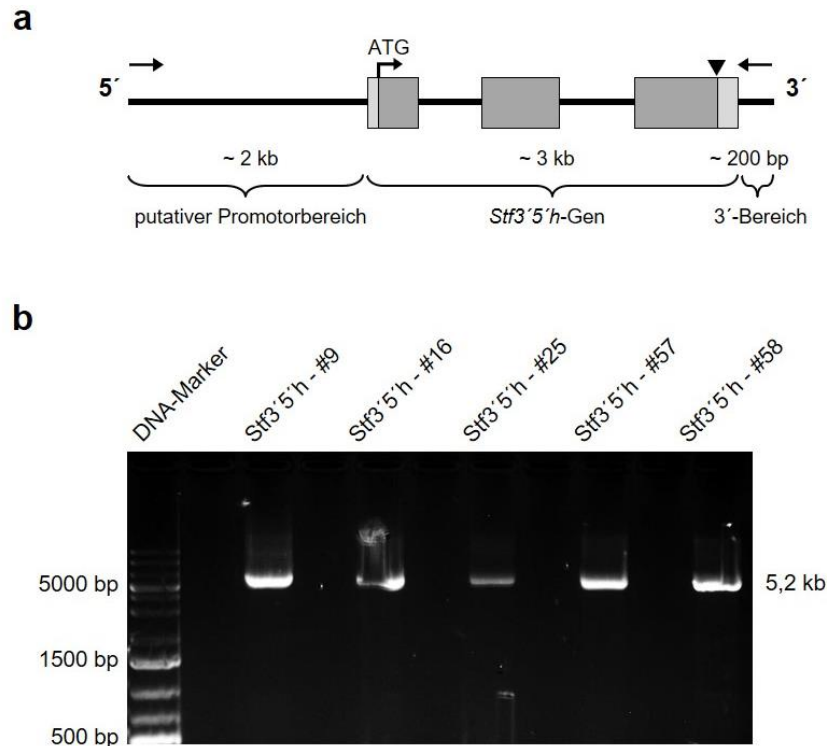 a
ATG
5´ 3´
~ 2 kb ~ 3 kb ~ 200 bp
putativer Promotorbereich Stf3´5´h-Gen 3´-Bereich
b
DNA-Marker
Stf3´5´h - #9
Stf3´5´h - #16
Stf3´5´h - #25
Stf3´5´h - #57
Stf3´5´h - #58
5000 bp 5,2 kb
1500 bp
500 bp